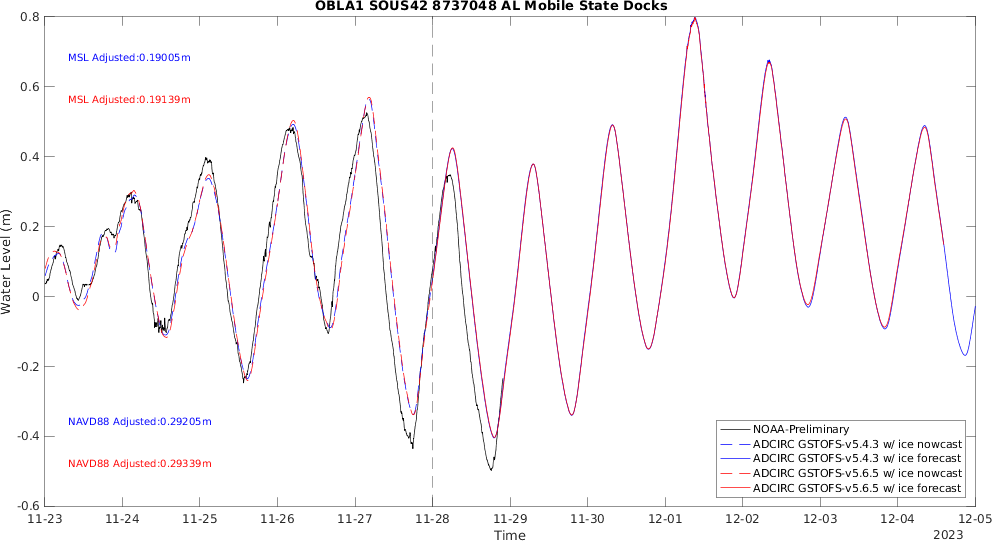 OBLA1 SOUS42 8737048 AL Mobile State Docks
Water Level (m)
0.8
0.6
0.4
0.2
0
-0.2
-0.4
-0.6
MSL Adjusted:0.19005m
MSL Adjusted:0.19139m
NAVD88 Adjusted:0.29205m
NAVD88 Adjusted:0.29339m
NOAA-Preliminary
ADCIRC GSTOFS-v5.4.3 w/ ice nowcast
ADCIRC GSTOFS-v5.4.3 w/ ice forecast
ADCIRC GSTOFS-v5.6.5 w/ ice nowcast
ADCIRC GSTOFS-v5.6.5 w/ ice forecast
11-23 11-24 11-25 11-26 11-27 11-28 11-29 11-30 12-01 12-02 12-03 12-04 12-05
Time
2023